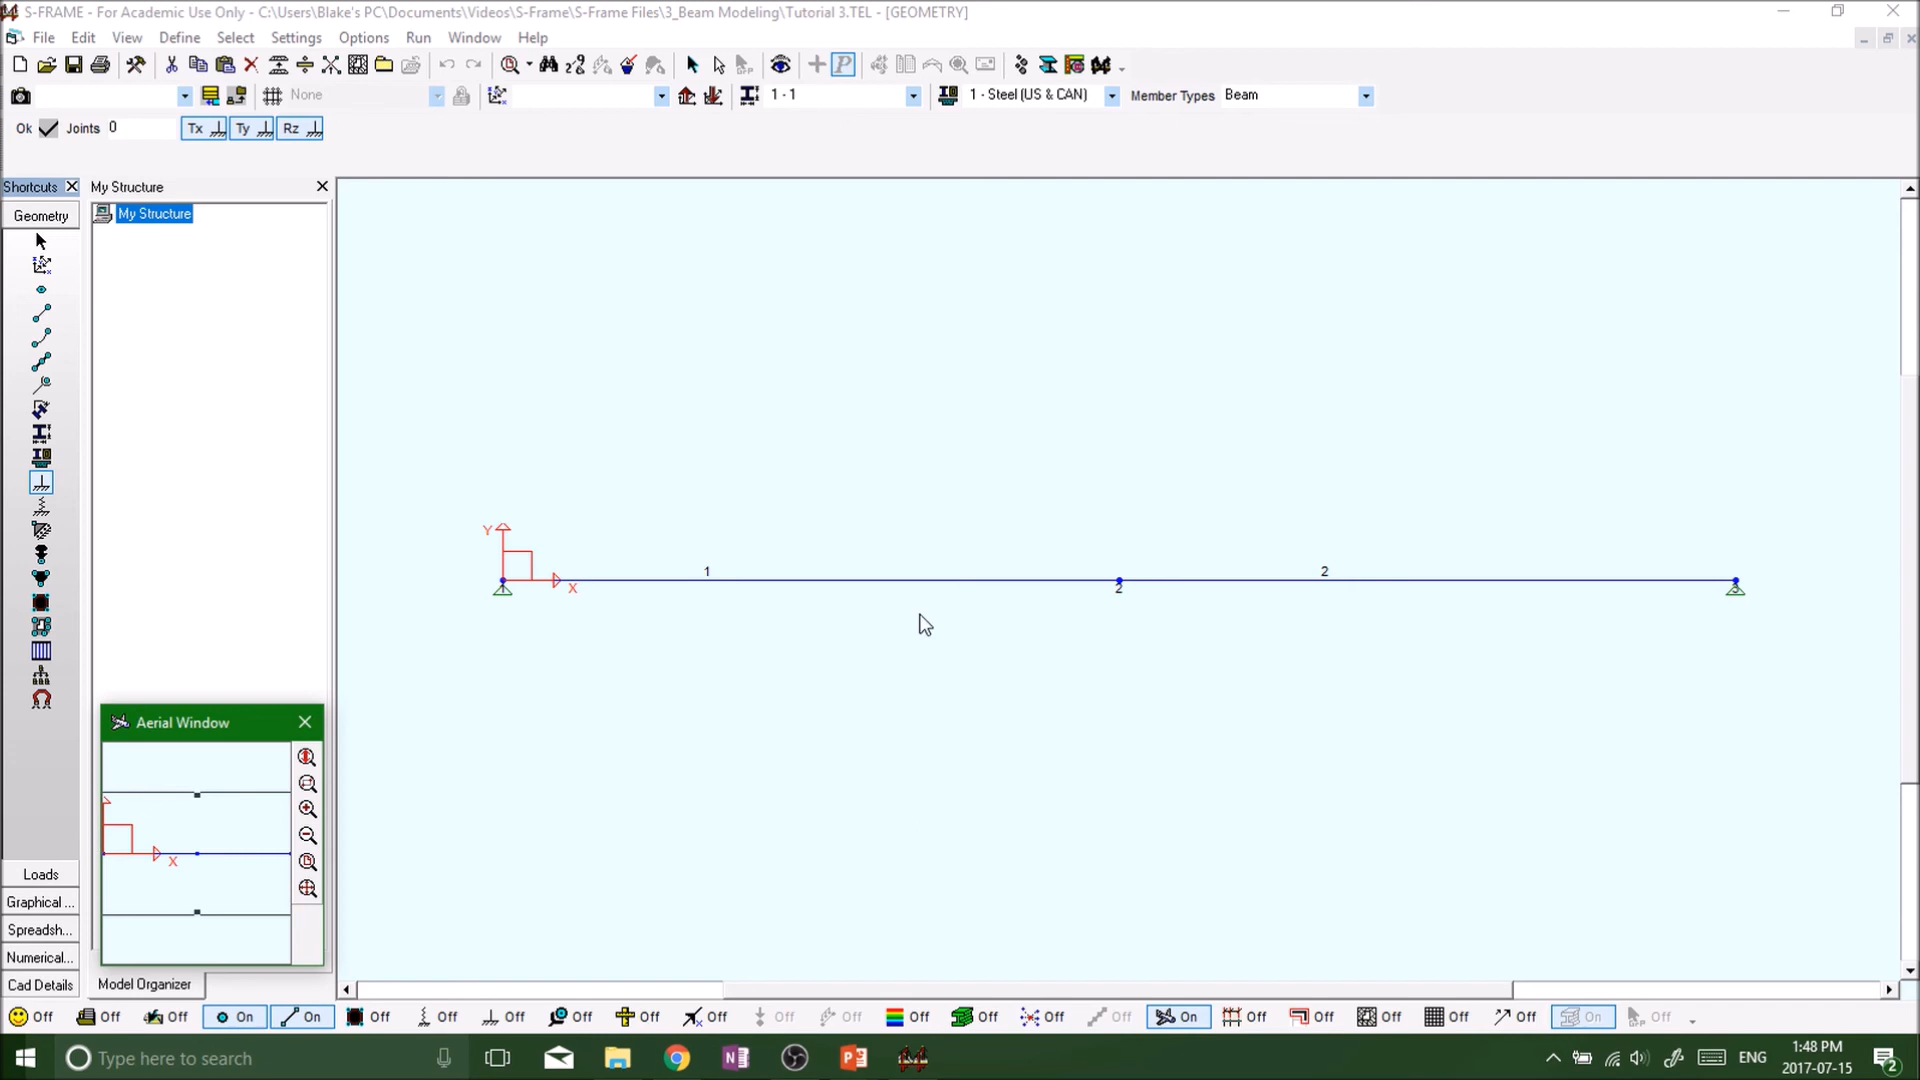 S-FRAME - For Academic Use Only - C:\Users\Blake's PC\Documents\Videos\S-Frame\S-Frame Files\3_Beam Modeling\Tutorial 3.TEL - [GEOMETRY]
File Edit View Define Select Settings Options Run Window Help
None 1 - 1 1 - Steel (US & CAN) Member Types Beam
Ok Joints 0 Tx Ty Rz
Shortcuts My Structure
Geometry My Structure
Y
1 2
1 X 2 3
Aerial Window
X
Loads
Graphical ...
Spreadsh...
Numerical...
Cad Details Model Organizer
Off Off Off On On Off Off Off Off Off Off Off Off Off Off Off Off On Off Off Off Off Off On Off
Type here to search ENG 1:48 PM
2017-07-15 2